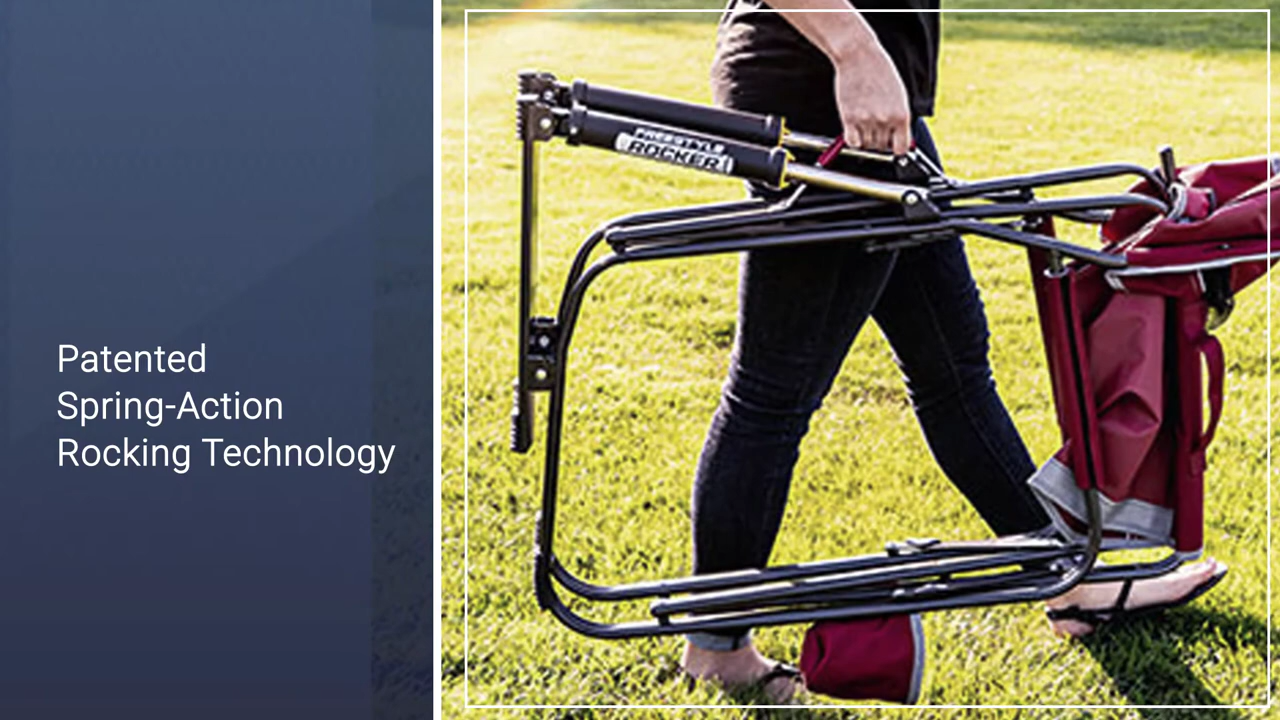 Patented
Spring-Action
Rocking Technology
FREESTYLE
ROCKER